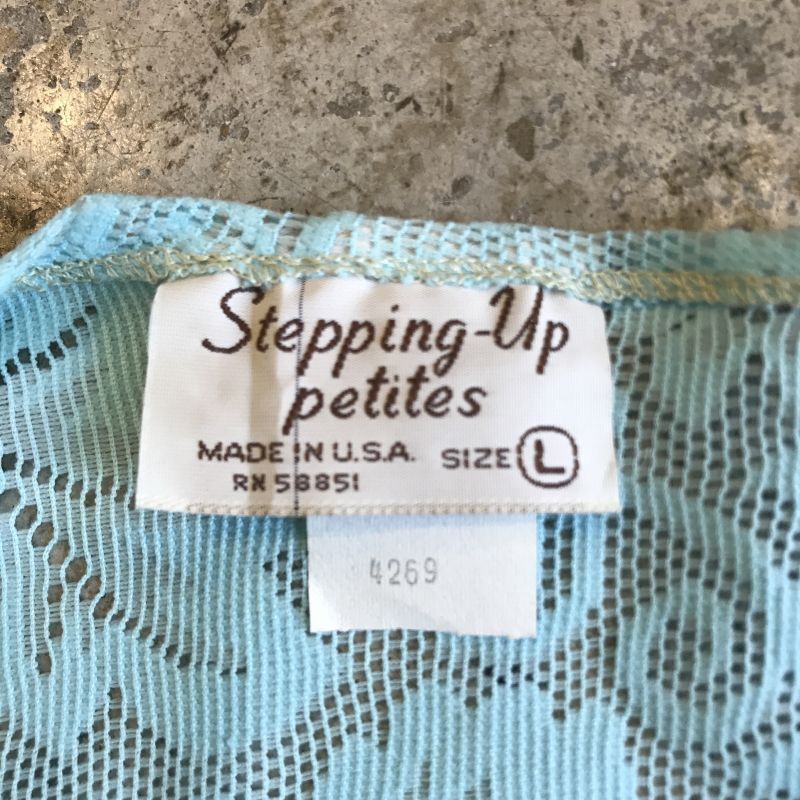 Stepping-Up
petites
MADE IN U.S.A. SIZE L
RN 58851
4269